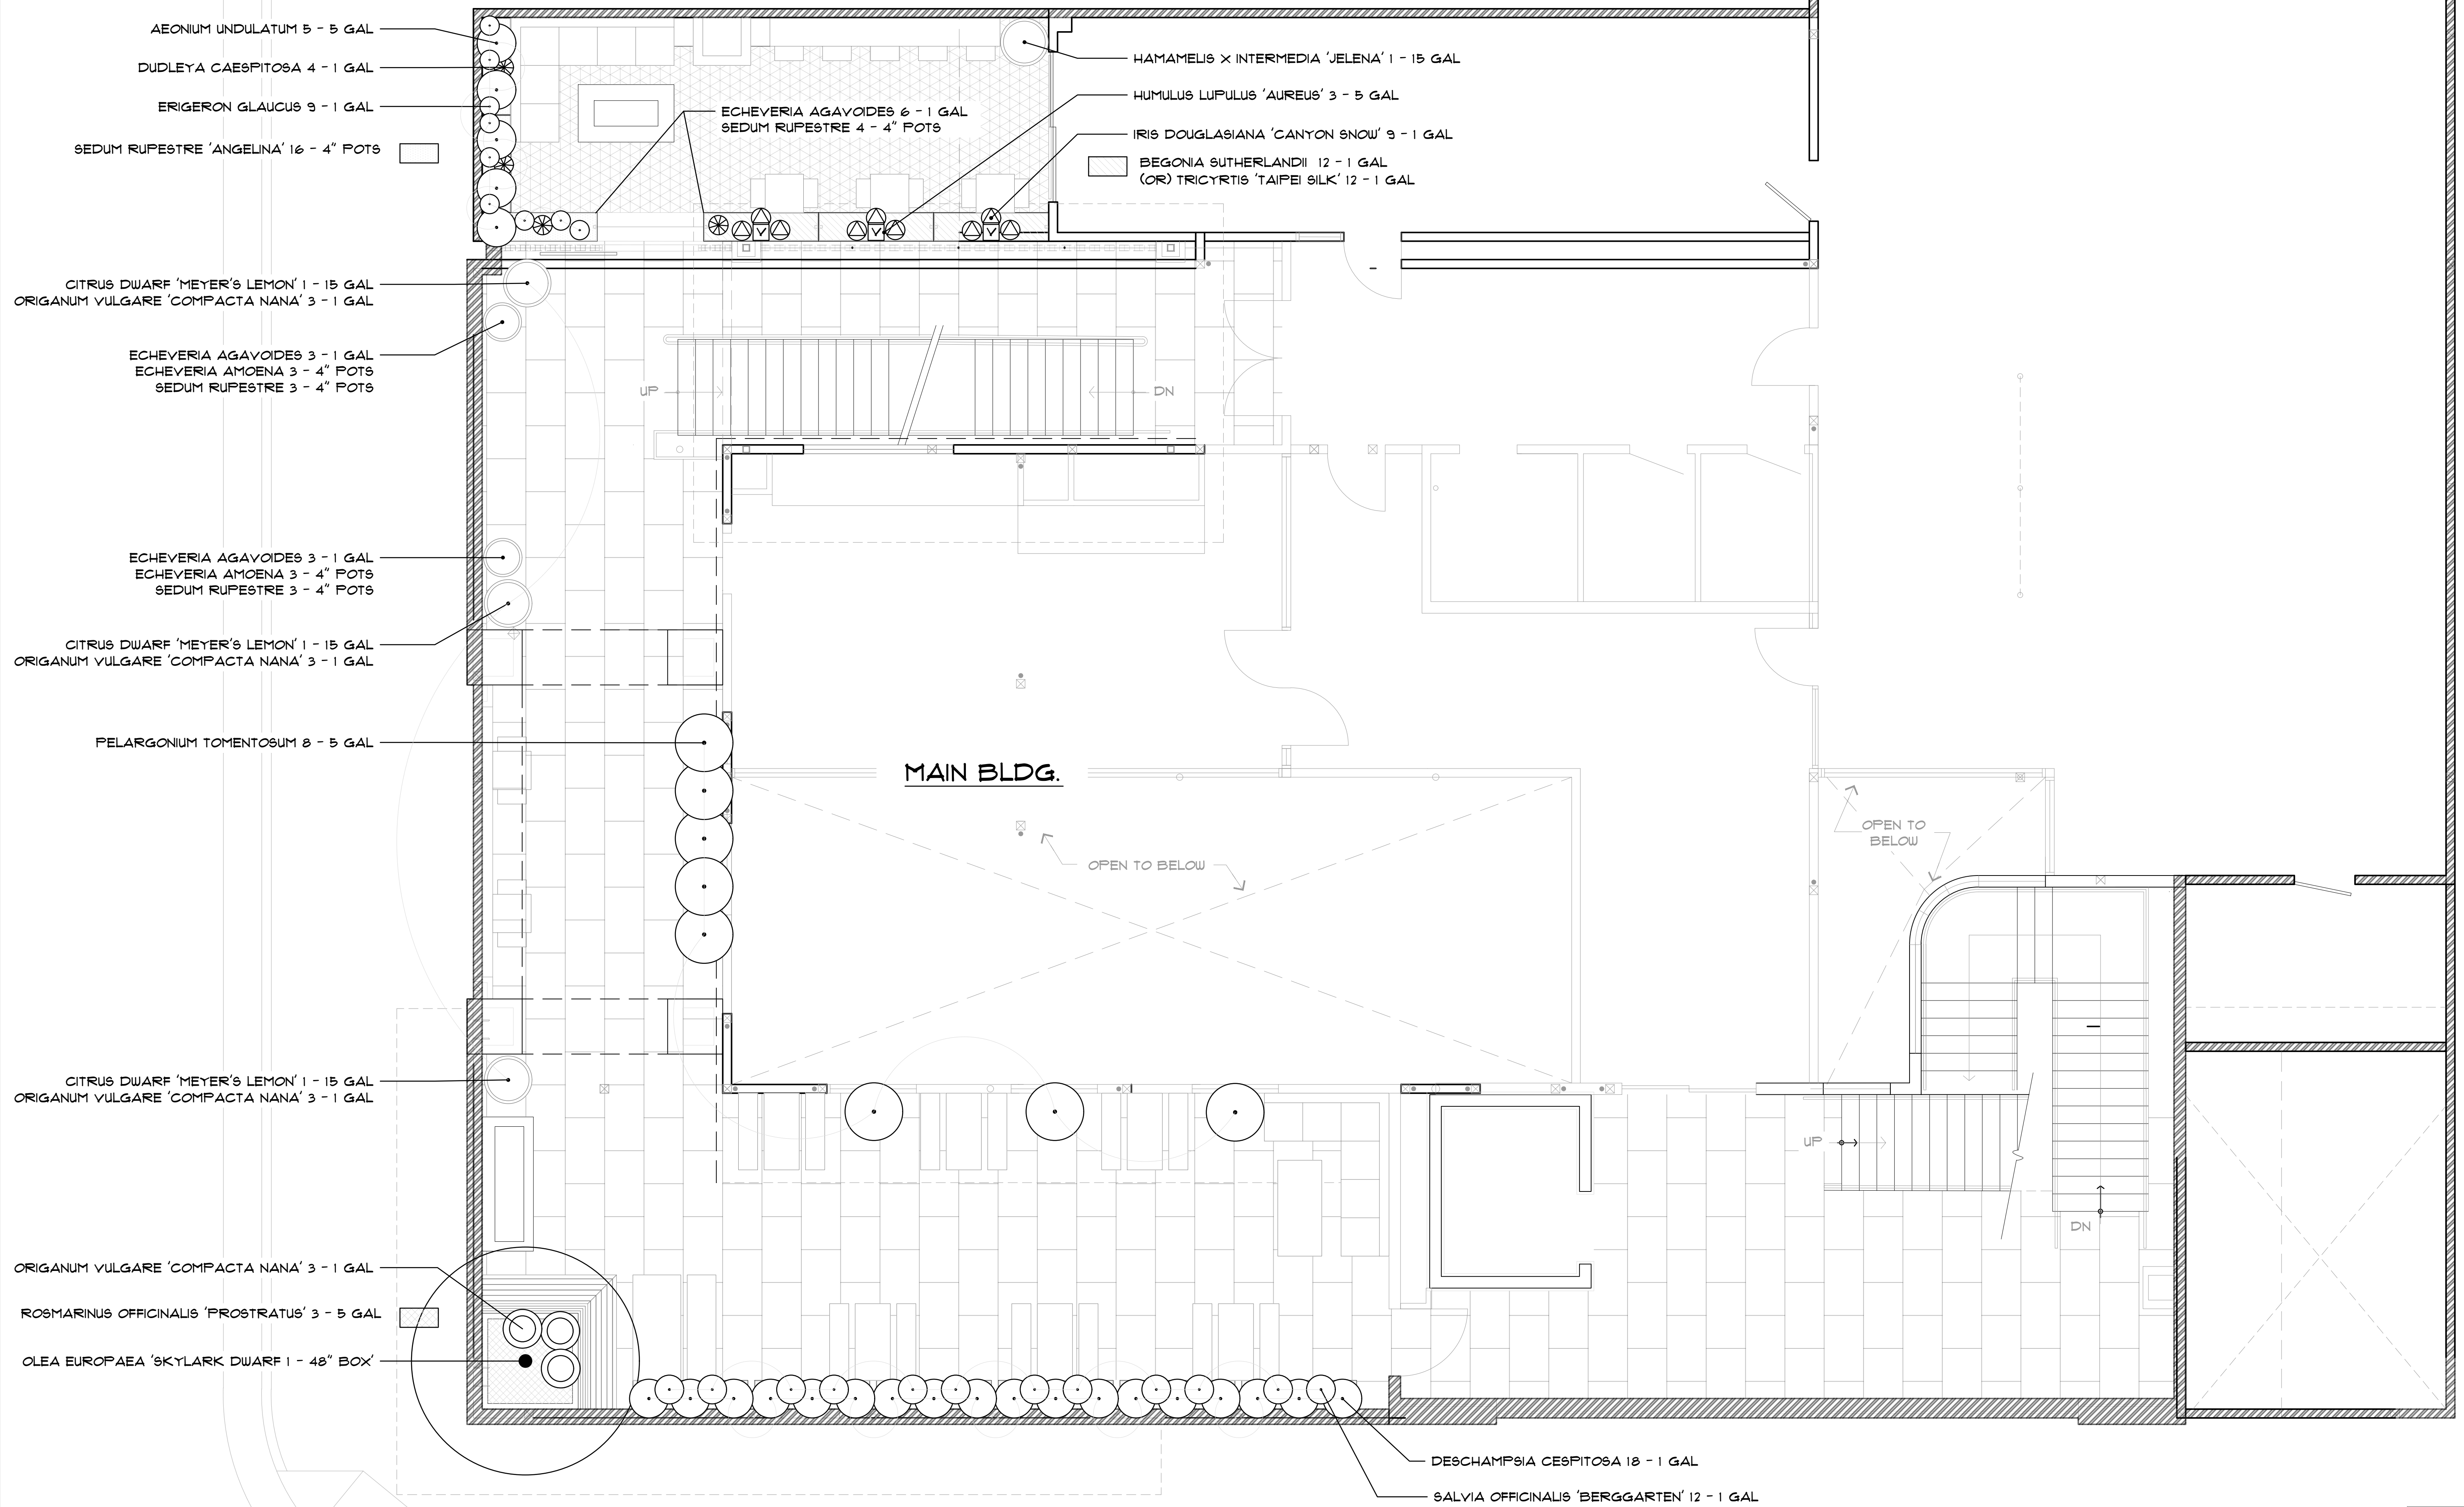 AEONIUM UNDULATUM 5 - 5 GAL
DUDLEYA CAESPITOSA 4 - 1 GAL
ERIGERON GLAUCUS 9 - 1 GAL
SEDUM RUPESTRE 'ANGELINA' 16 - 4" POTS
ECHEVERIA AGAVOIDES 6 - 1 GAL
SEDUM RUPESTRE 4 - 4" POTS
HAMAMELIS X INTERMEDIA 'JELENA' 1 - 15 GAL
HUMULUS LUPULUS 'AUREUS' 3 - 5 GAL
IRIS DOUGLASIANA 'CANYON SNOW' 9 - 1 GAL
BEGONIA SUTHERLANDII 12 - 1 GAL
(OR) TRICYRTIS 'TAIPEI SILK' 12 - 1 GAL
CITRUS DWARF 'MEYER'S LEMON' 1 - 15 GAL
ORIGANUM VULGARE 'COMPACTA NANA' 3 - 1 GAL
ECHEVERIA AGAVOIDES 3 - 1 GAL
ECHEVERIA AMOENA 3 - 4" POTS
SEDUM RUPESTRE 3 - 4" POTS
UP
DN
ECHEVERIA AGAVOIDES 3 - 1 GAL
ECHEVERIA AMOENA 3 - 4" POTS
SEDUM RUPESTRE 3 - 4" POTS
CITRUS DWARF 'MEYER'S LEMON' 1 - 15 GAL
ORIGANUM VULGARE 'COMPACTA NANA' 3 - 1 GAL
PELARGONIUM TOMENTOSUM 8 - 5 GAL
MAIN BLDG.
OPEN TO BELOW
OPEN TO
BELOW
CITRUS DWARF 'MEYER'S LEMON' 1 - 15 GAL
ORIGANUM VULGARE 'COMPACTA NANA' 3 - 1 GAL
UP
DN
ORIGANUM VULGARE 'COMPACTA NANA' 3 - 1 GAL
ROSMARINUS OFFICINALIS 'PROSTRATUS' 3 - 5 GAL
OLEA EUROPAEA 'SKYLARK DWARF 1 - 48" BOX'
DESCHAMPSIA CESPITOSA 18 - 1 GAL
SALVIA OFFICINALIS 'BERGGARTEN' 12 - 1 GAL